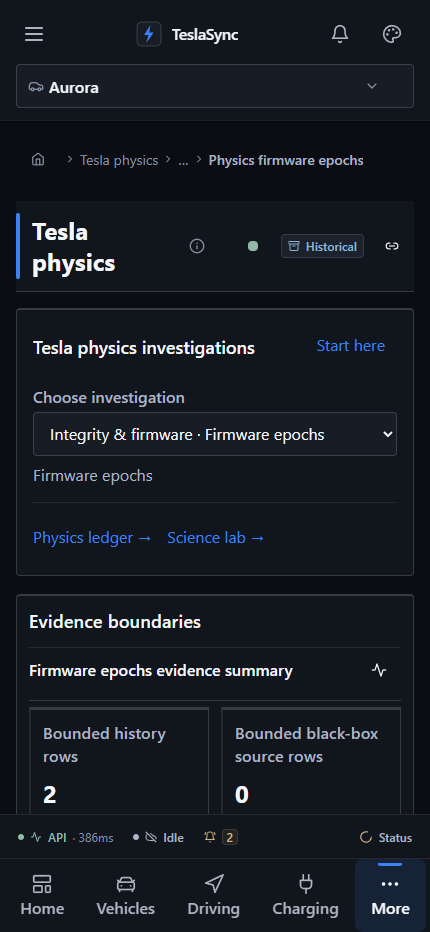 TeslaSync
Aurora
Tesla physics
...
Physics firmware epochs
Tesla
physics
Historical
Tesla physics investigations
Start here
Choose investigation
Integrity & firmware · Firmware epochs
Firmware epochs
Physics ledger →
Science lab →
Evidence boundaries
Firmware epochs evidence summary
Bounded history
rows
2
Bounded black-box
source rows
0
API · 386ms
Idle
2
Status
Home
Vehicles
Driving
Charging
More